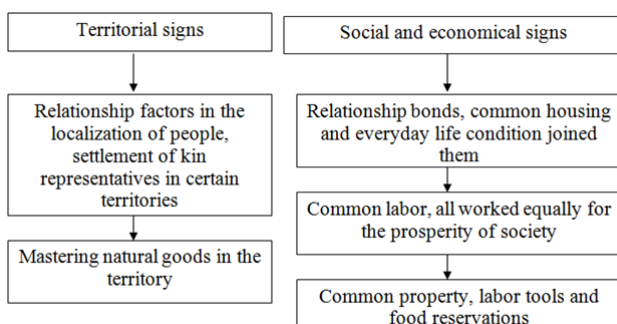 Territorial signs
Relationship factors in the
localization of people,
settlement of kin
representatives in certain
territories
Mastering natural goods in the
territory
Social and economical signs
Relationship bonds, common housing
and everyday life condition joined
them
Common labor, all worked equally for
the prosperity of society
Common property, labor tools and
food reservations